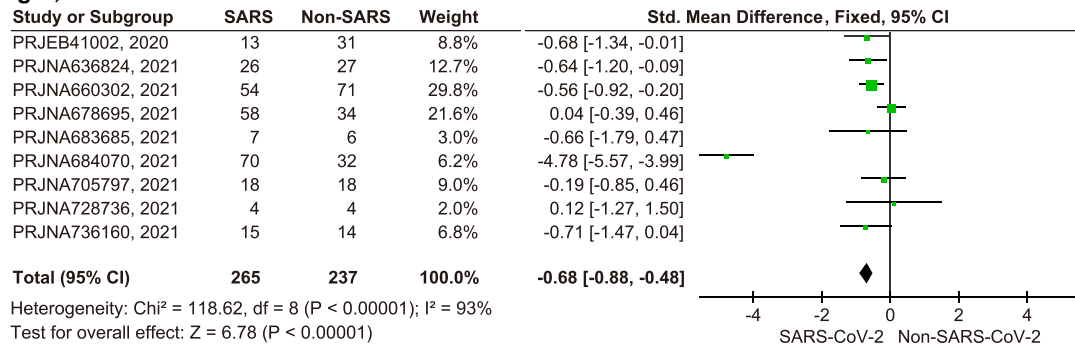 Study or Subgroup SARS Non-SARS Weight Std. Mean Difference, Fixed, 95% CI
PRJEB41002, 2020 13 31 8.8% -0.68 [-1.34, -0.01]
PRJNA636824, 2021 26 27 12.7% -0.64 [-1.20, -0.09]
PRJNA660302, 2021 54 71 29.8% -0.56 [-0.92, -0.20]
PRJNA678695, 2021 58 34 21.6% 0.04 [-0.39, 0.46]
PRJNA683685, 2021 7 6 3.0% -0.66 [-1.79, 0.47]
PRJNA684070, 2021 70 32 6.2% -4.78 [-5.57, -3.99]
PRJNA705797, 2021 18 18 9.0% -0.19 [-0.85, 0.46]
PRJNA728736, 2021 4 4 2.0% 0.12 [-1.27, 1.50]
PRJNA736160, 2021 15 14 6.8% -0.71 [-1.47, 0.04]
Total (95% CI) 265 237 100.0% -0.68 [-0.88, -0.48]
Heterogeneity: Chi² = 118.62, df = 8 (P < 0.00001); I² = 93%
Test for overall effect: Z = 6.78 (P < 0.00001)
-4 -2 0 2 4
SARS-CoV-2 Non-SARS-CoV-2